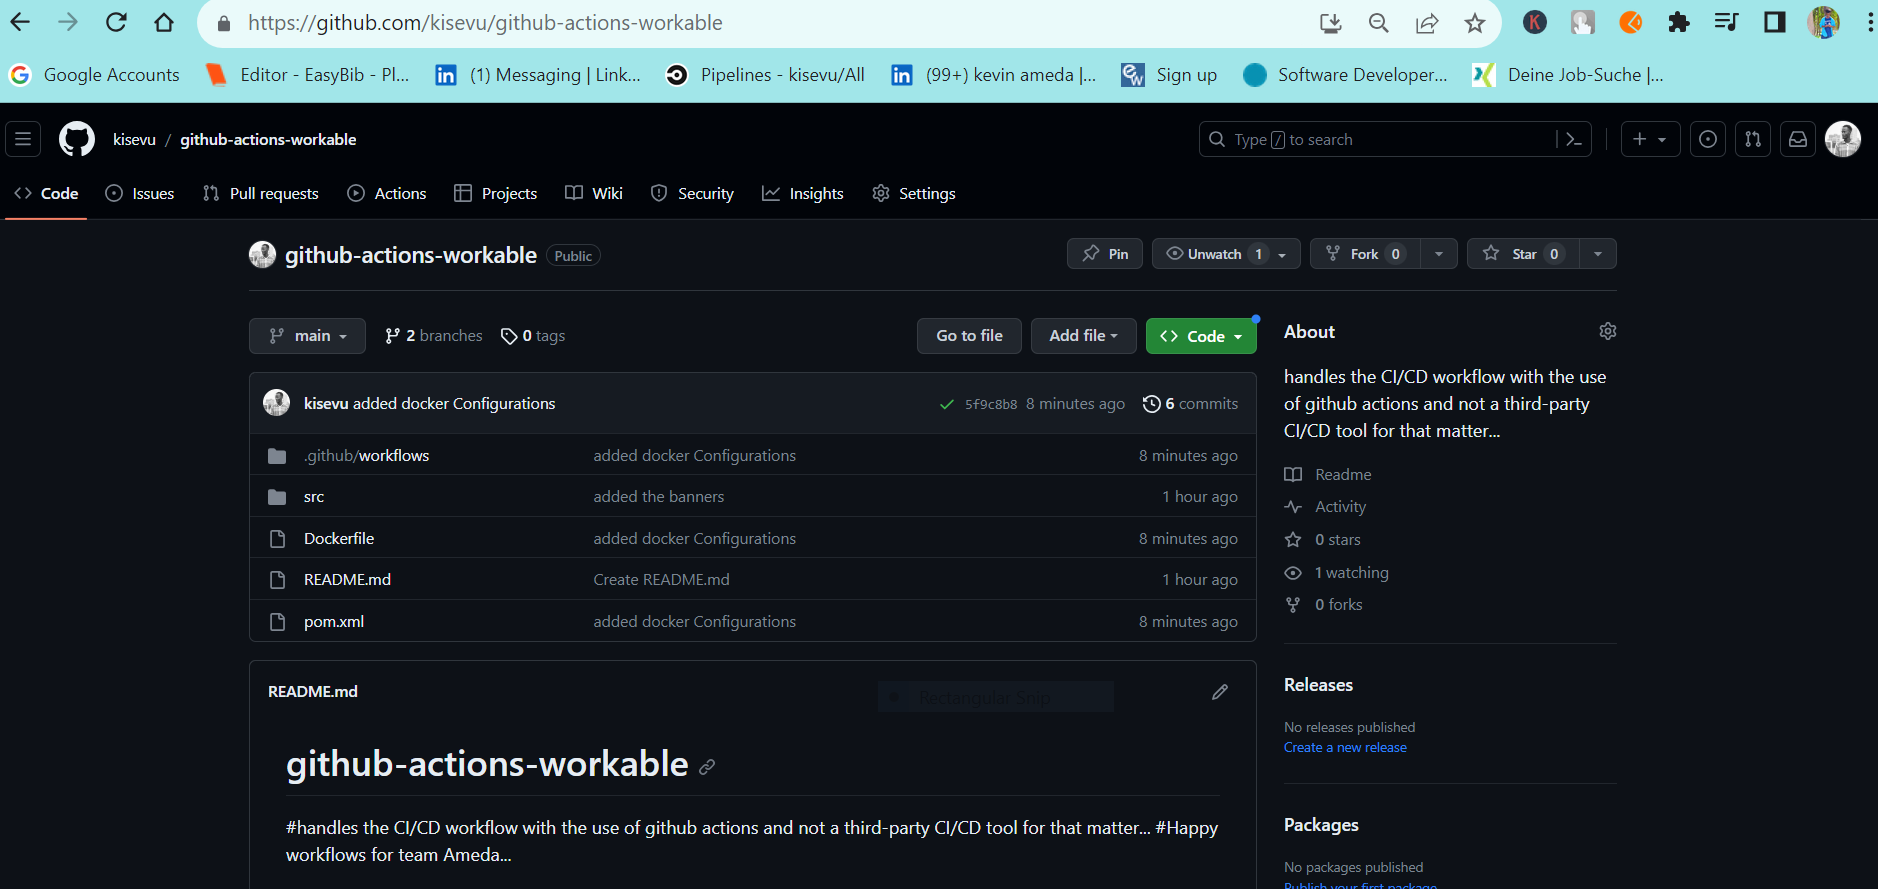 https://github.com/kisevu/github-actions-workable
K
Google Accounts
Editor - EasyBib - Pl...
(1) Messaging | Link...
Pipelines - kisevu/All
(99+) kevin ameda |...
Sign up
Software Developer...
Deine Job-Suche |...
kisevu / github-actions-workable
Type / to search
Code
Issues
Pull requests
Actions
Projects
Wiki
Security
Insights
Settings
github-actions-workable Public
Pin
Unwatch 1
Fork 0
Star 0
main
2 branches
0 tags
Go to file
Add file
Code
kisevu added docker Configurations 5f9c8b8 8 minutes ago 6 commits
.github/workflows added docker Configurations 8 minutes ago
src added the banners 1 hour ago
Dockerfile added docker Configurations 8 minutes ago
README.md Create README.md 1 hour ago
pom.xml added docker Configurations 8 minutes ago
README.md
Rectangular Snip
github-actions-workable
#handles the CI/CD workflow with the use of github actions and not a third-party CI/CD tool for that matter... #Happy
workflows for team Ameda...
About
handles the CI/CD workflow with the use
of github actions and not a third-party
CI/CD tool for that matter...
Readme
Activity
0 stars
1 watching
0 forks
Releases
No releases published
Create a new release
Packages
No packages published
Publish your first package